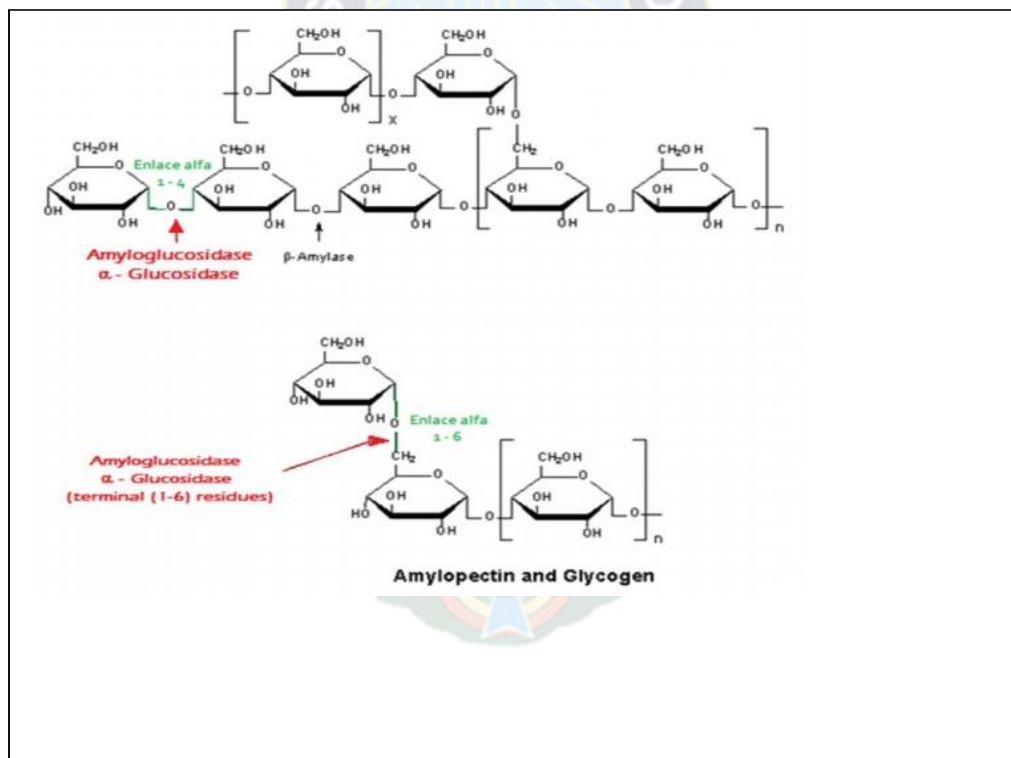 CH₂OH CH₂OH
O O
OH OH
O O
OH x OH O
CH₂OH Enlace alfa CH₂OH CH₂OH CH₂ CH₂OH
1 - 4
O O O O O
OH OH OH OH OH
OH O O O O O n
OH OH OH OH OH
Amyloglucosidase
α - Glucosidase
β-Amylase
CH₂OH
O
OH
OH
OH O
Enlace alfa
1 - 6
Amyloglucosidase
α - Glucosidase
(terminal (1-6) residues)
CH₂ CH₂OH
O O
OH OH
HO O O n
OH OH
Amylopectin and Glycogen